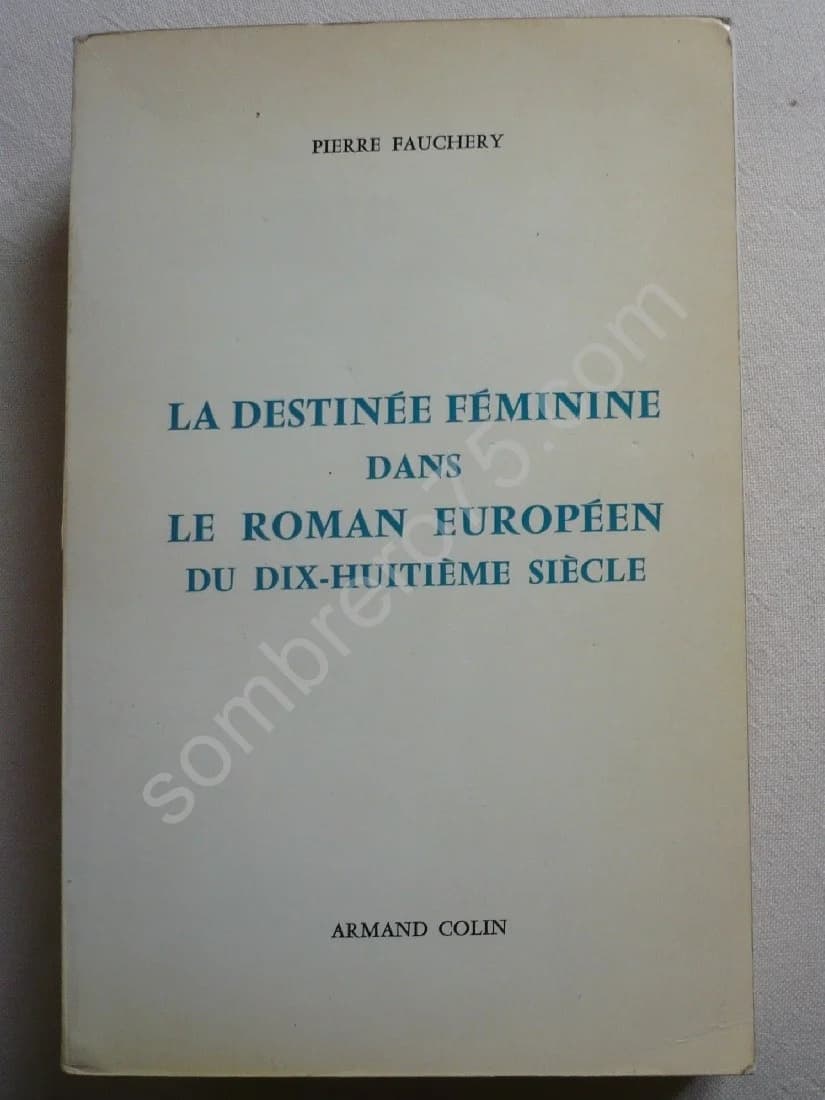 PIERRE FAUCHERY
LA DESTINÉE FÉMININE
DANS
LE ROMAN EUROPÉEN
DU DIX-HUITIÈME SIÈCLE
ARMAND COLIN
sombrero75.com